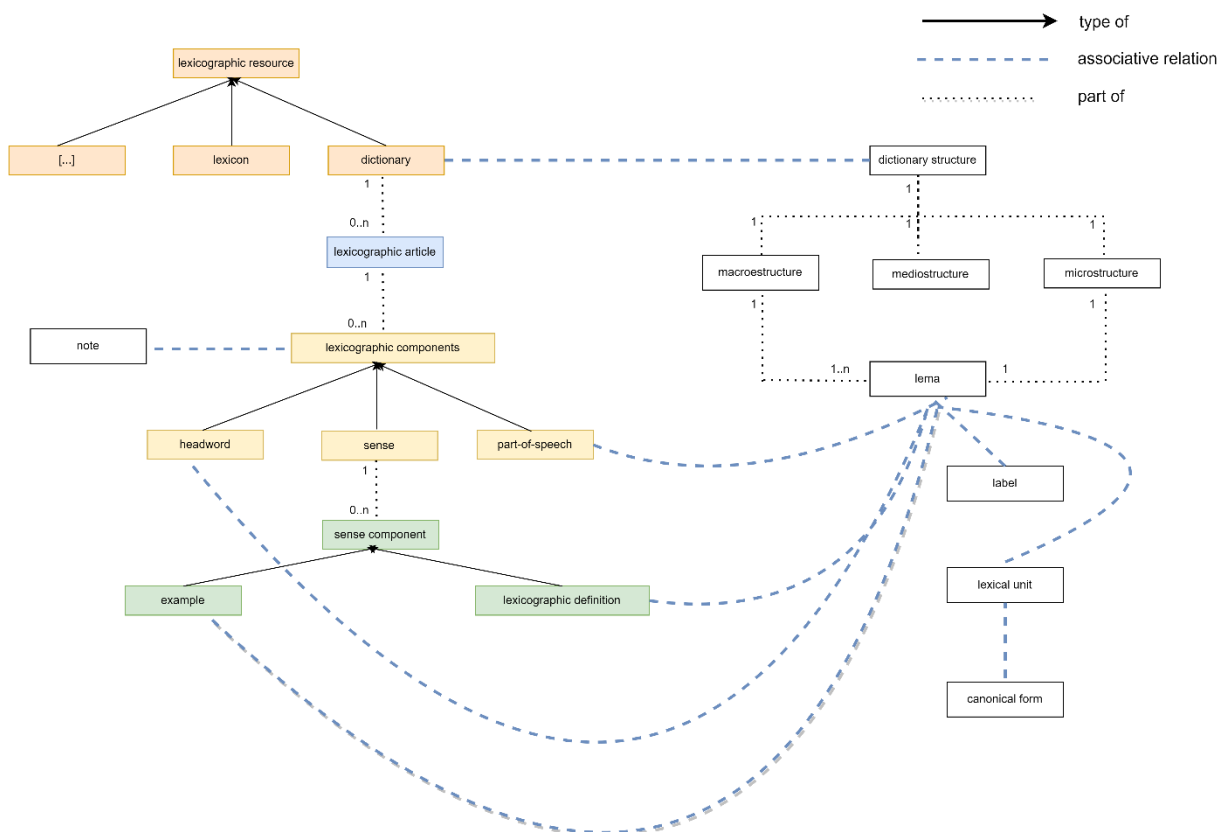 type of
lexicographic resource
associative relation
part of
[...]
lexicon
dictionary
dictionary structure
1
1
0..n
1
1
1
lexicographic article
1
macroestructure
mediostructure
microstructure
1
1
0..n
note
lexicographic components
1..n
lema
1
headword
sense
part-of-speech
1
label
0..n
sense component
example
lexicographic definition
lexical unit
canonical form